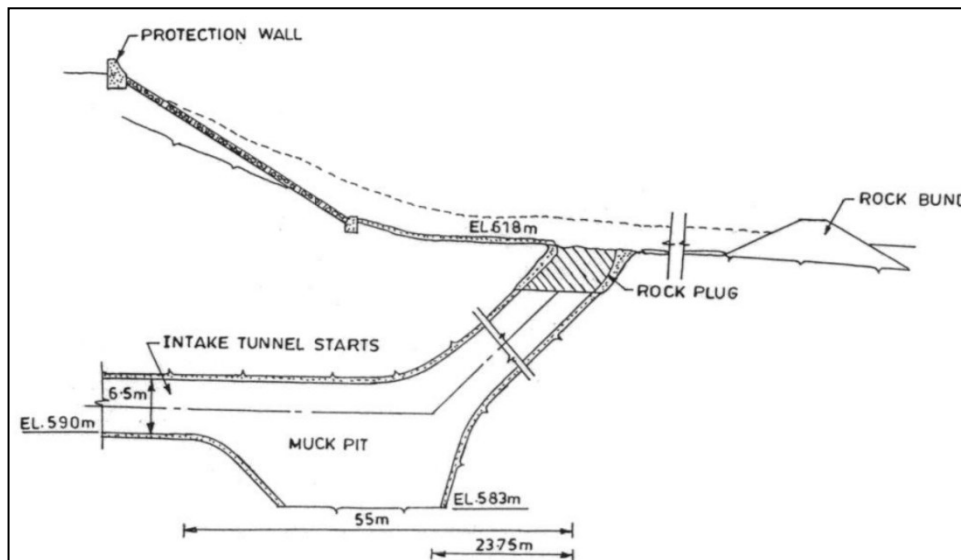 PROTECTION WALL
ROCK BUND
EL.618m
ROCK PLUG
INTAKE TUNNEL STARTS
6.5m
EL.590m
MUCK PIT
EL.583m
55m
23.75m